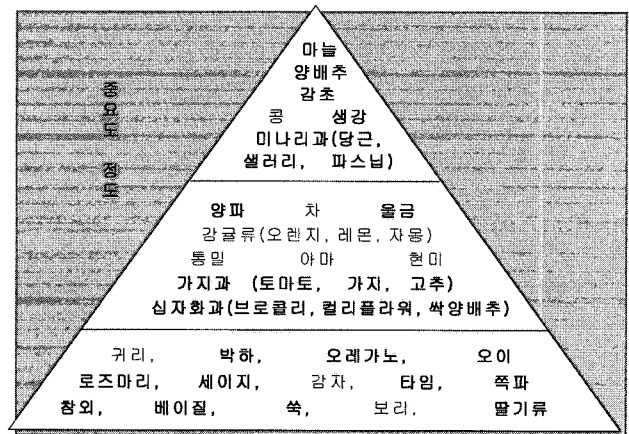 중요도 정도
마늘
양배추
감초
콩 생강
미나리과(당근,
샐러리, 파스닙)
양파 차 울금
감귤류(오렌지, 레몬, 자몽)
통밀 아마 현미
가지과 (토마토, 가지, 고추)
십자화과(브로콜리, 컬리플라워, 싹양배추)
귀리, 박하, 오레가노, 오이
로즈마리, 세이지, 감자, 타임, 쪽파
참외, 베이질, 쑥, 보리, 딸기류